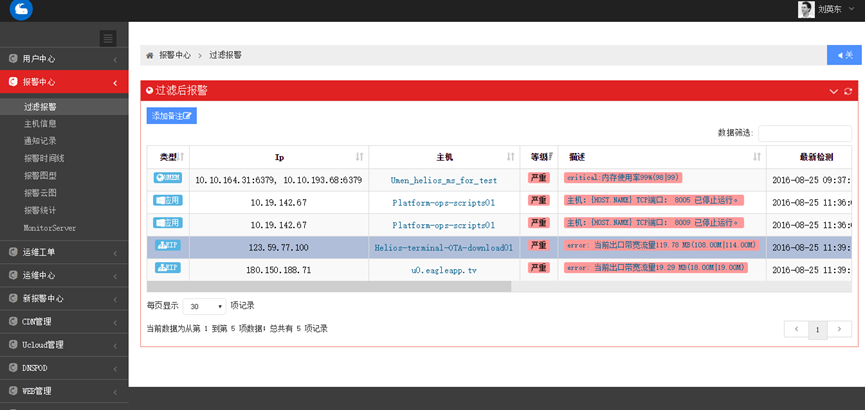 刘英东
报警中心 > 过滤报警
关
用户中心
报警中心
过滤报警
主机信息
通知记录
报警时间线
报警图型
报警云图
报警统计
MonitorServer
运维工单
运维中心
新报警中心
CDN管理
Ucloud管理
DNSPOD
WEB管理
过滤后报警
添加备注
数据筛选:
类型 Ip 主机 等级 描述 最新检测
10.10.164.31:6379, 10.10.193.68:6379 Umen_helios_ms_for_test 严重 critical:内存使用率99%(98|99) 2016-08-25 09:37:
应用 10.19.142.67 Platform-ops-scripts01 严重 主机: {HOST.NAME} TCP端口: 8005 已停止运行。 2016-08-25 11:36:0
应用 10.19.142.67 Platform-ops-scripts01 严重 主机: {HOST.NAME} TCP端口: 8009 已停止运行。 2016-08-25 11:36:0
EIP 123.59.77.100 Helios-terminal-OTA-download01 严重 error: 当前出口带宽流量119.78 MB(108.00M|114.00M) 2016-08-25 11:39:
EIP 180.150.188.71 u0.eagleapp.tv 严重 error: 当前出口带宽流量19.29 MB(18.00M|19.00M) 2016-08-25 11:39:
每页显示 30 项记录
当前数据为从第 1 到第 5 项数据; 总共有 5 项记录
< 1 >